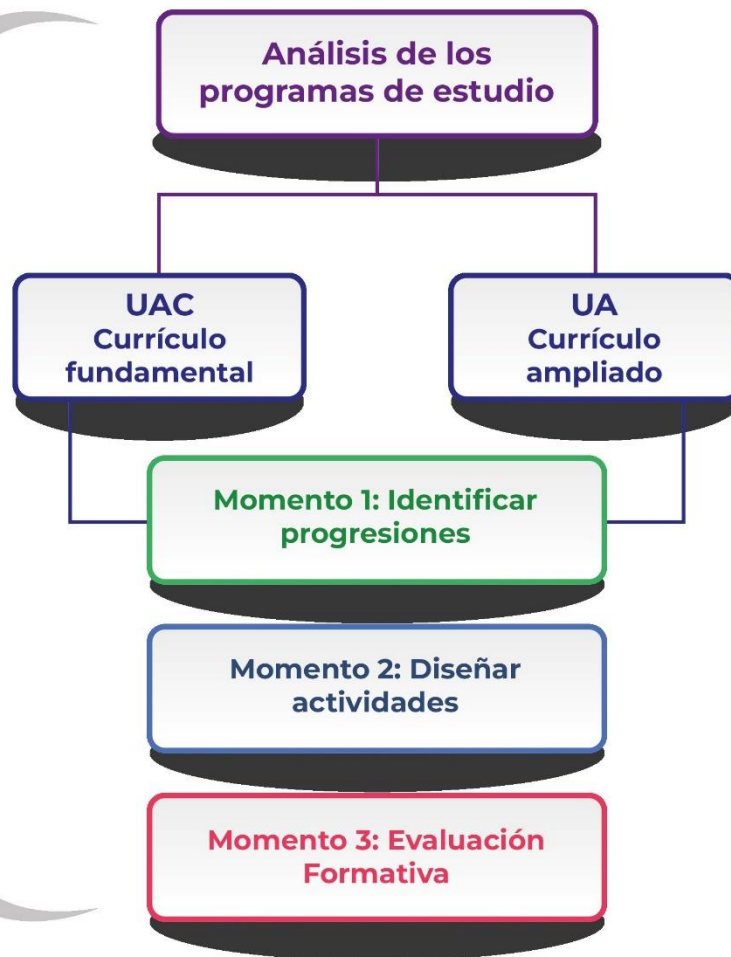 Análisis de los
programas de estudio
UAC
Currículo
fundamental
UA
Currículo
ampliado
Momento 1: Identificar
progresiones
Momento 2: Diseñar
actividades
Momento 3: Evaluación
Formativa